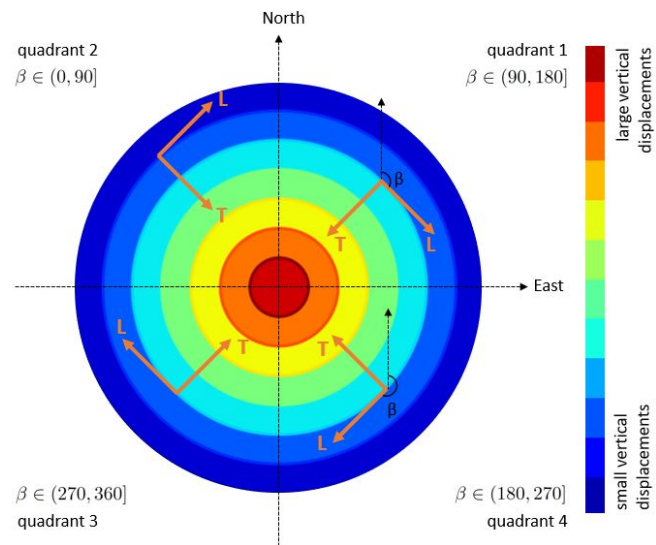 North
quadrant 2
β ∈ (0, 90]
quadrant 1
β ∈ (90, 180]
large vertical
displacements
L
T
β
T
L
East
L
T
T
L
β
small vertical
displacements
β ∈ (270, 360]
quadrant 3
β ∈ (180, 270]
quadrant 4